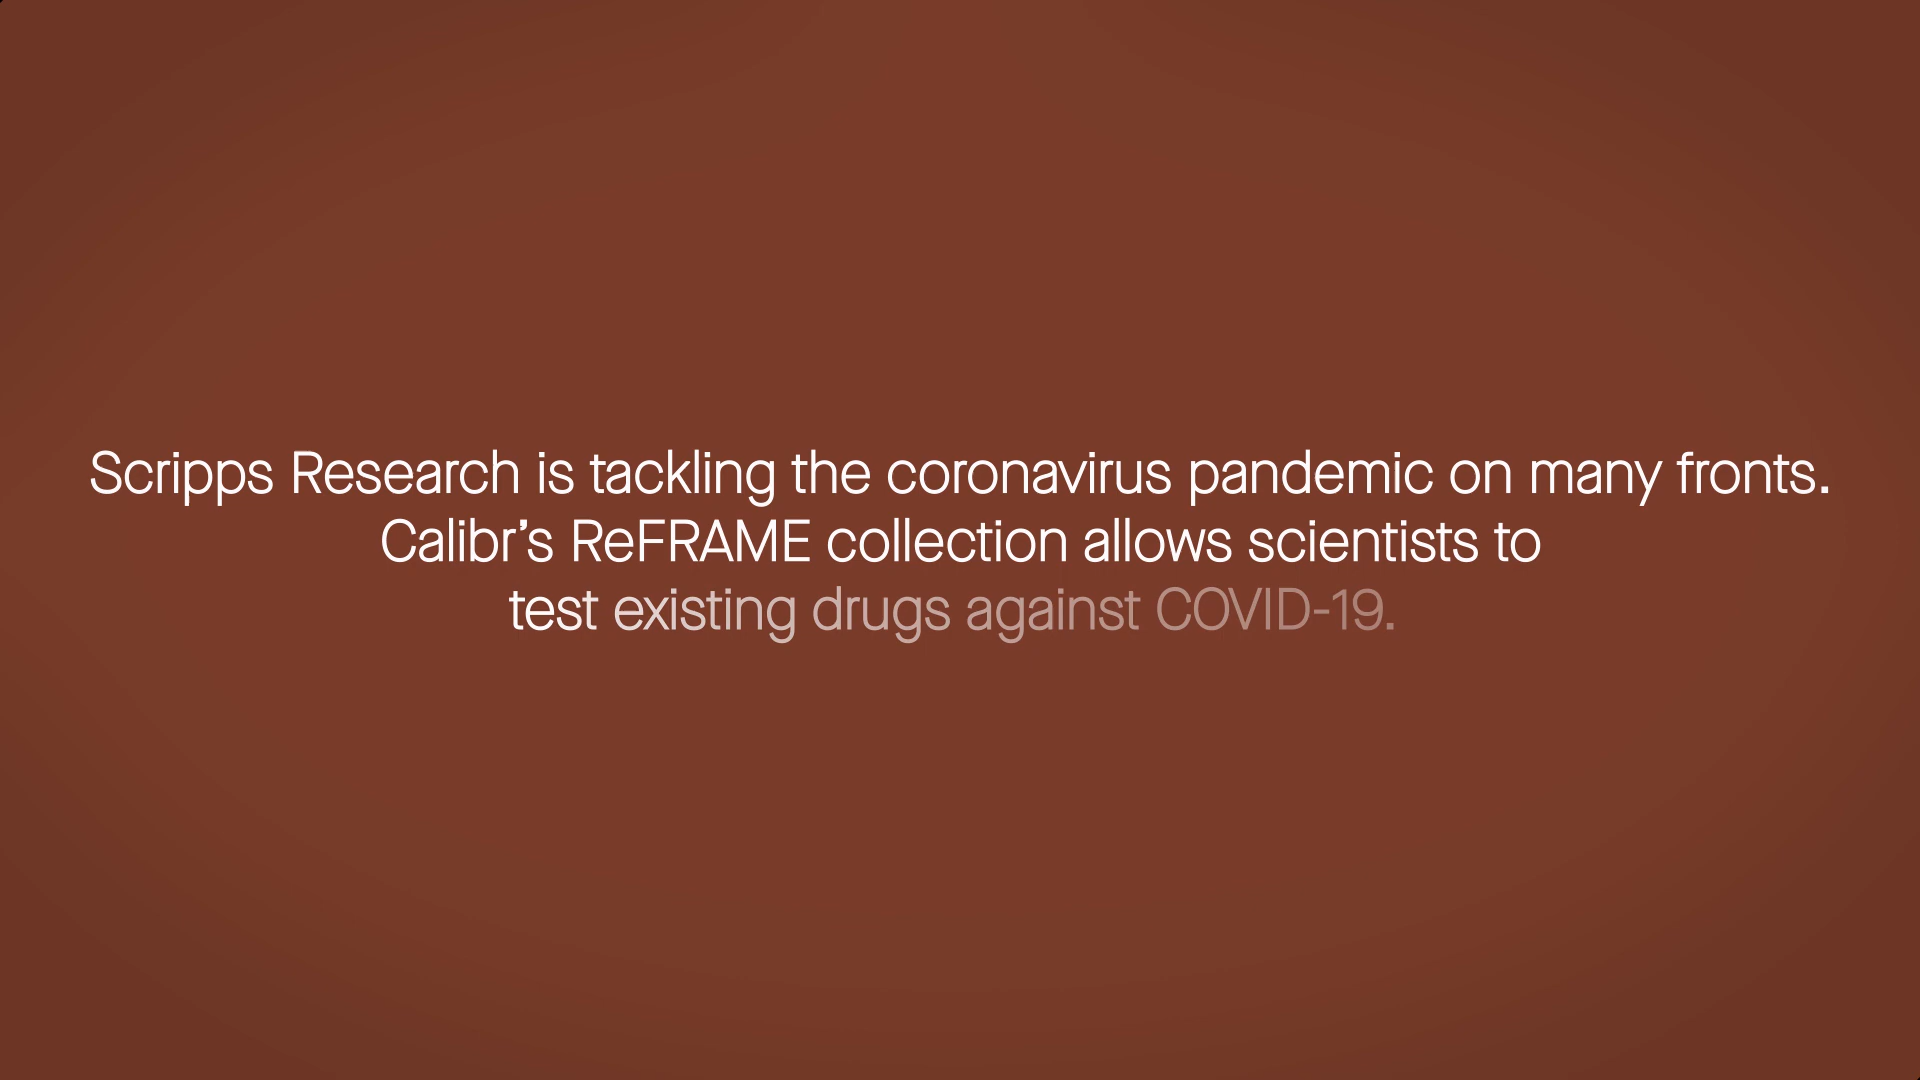 Scripps Research is tackling the coronavirus pandemic on many fronts.
Calibr’s ReFRAME collection allows scientists to
test existing drugs against COVID-19.